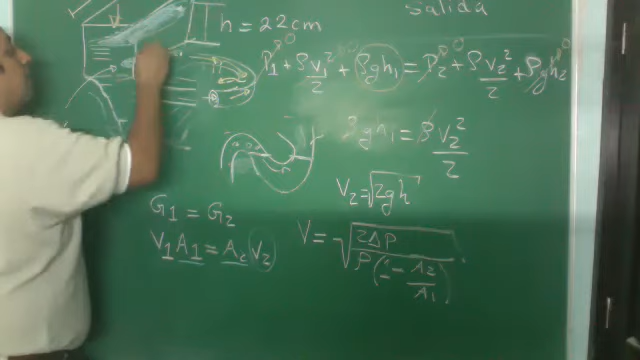 salida
h = 22cm
P₁ + ρV₁²/2 + ρgh₁ = P₂ + ρV₂²/2 + ρgh₂
ρgh₁ = ρV₂²/2
V₂ = √2gh
G₁ = G₂
V₁A₁ = A₂V₂
V = √(2ΔP / ρ(1 - A₂/A₁))